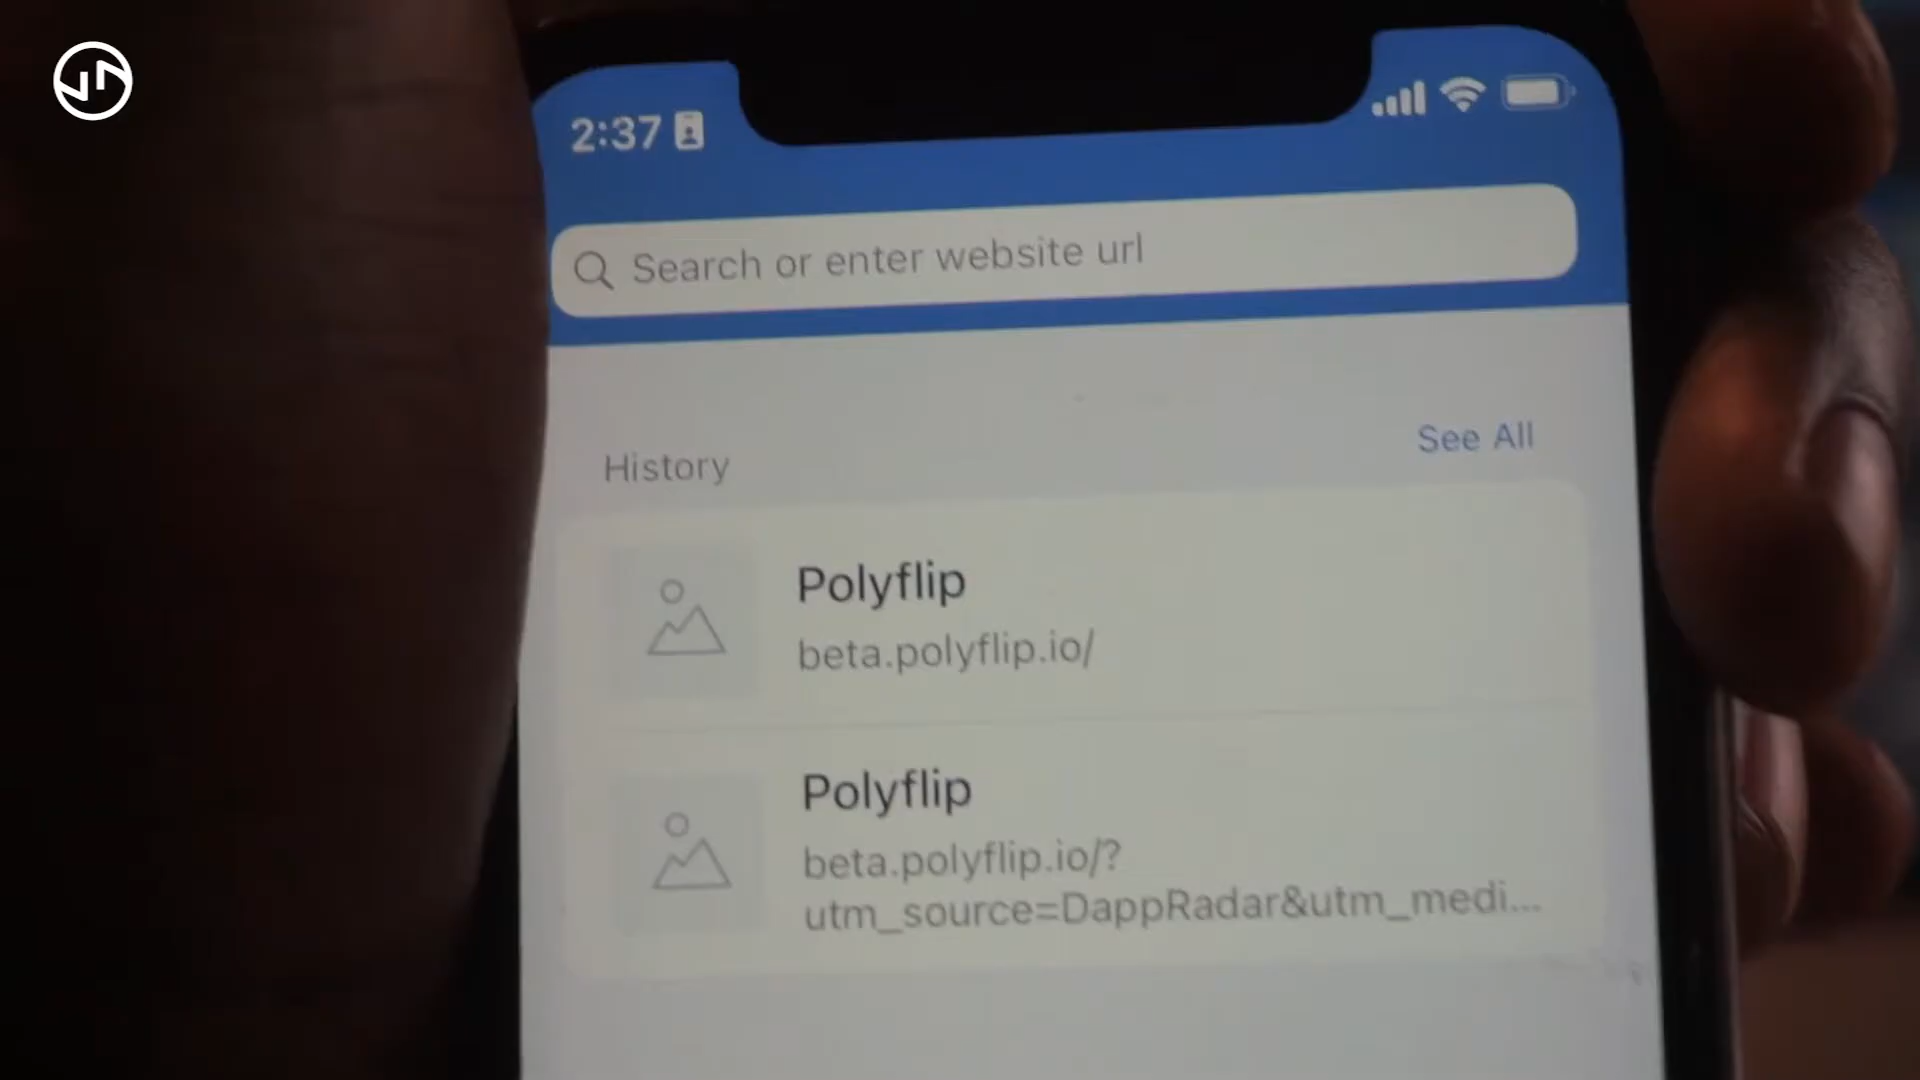 2:37
Search or enter website url
History
See All
Polyflip
beta.polyflip.io/
Polyflip
beta.polyflip.io/?
utm_source=DappRadar&utm_medi...